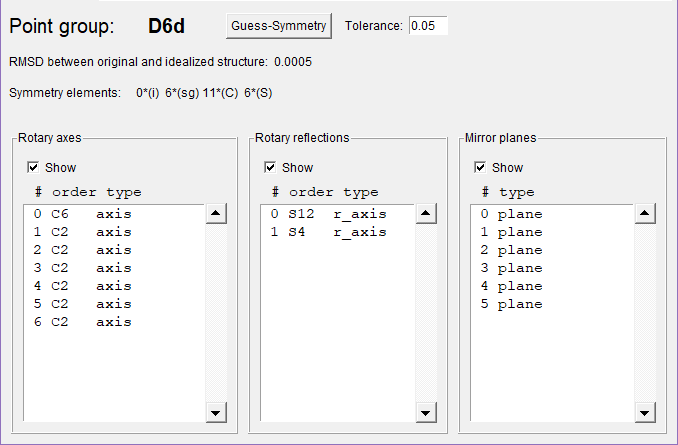 Point group: D6d Guess-Symmetry Tolerance: 0.05
RMSD between original and idealized structure: 0.0005
Symmetry elements: 0*(i) 6*(sg) 11*(C) 6*(S)
Rotary axes
Show
# order type
0 C6 axis
1 C2 axis
2 C2 axis
3 C2 axis
4 C2 axis
5 C2 axis
6 C2 axis
Rotary reflections
Show
# order type
0 S12 r_axis
1 S4 r_axis
Mirror planes
Show
# type
0 plane
1 plane
2 plane
3 plane
4 plane
5 plane